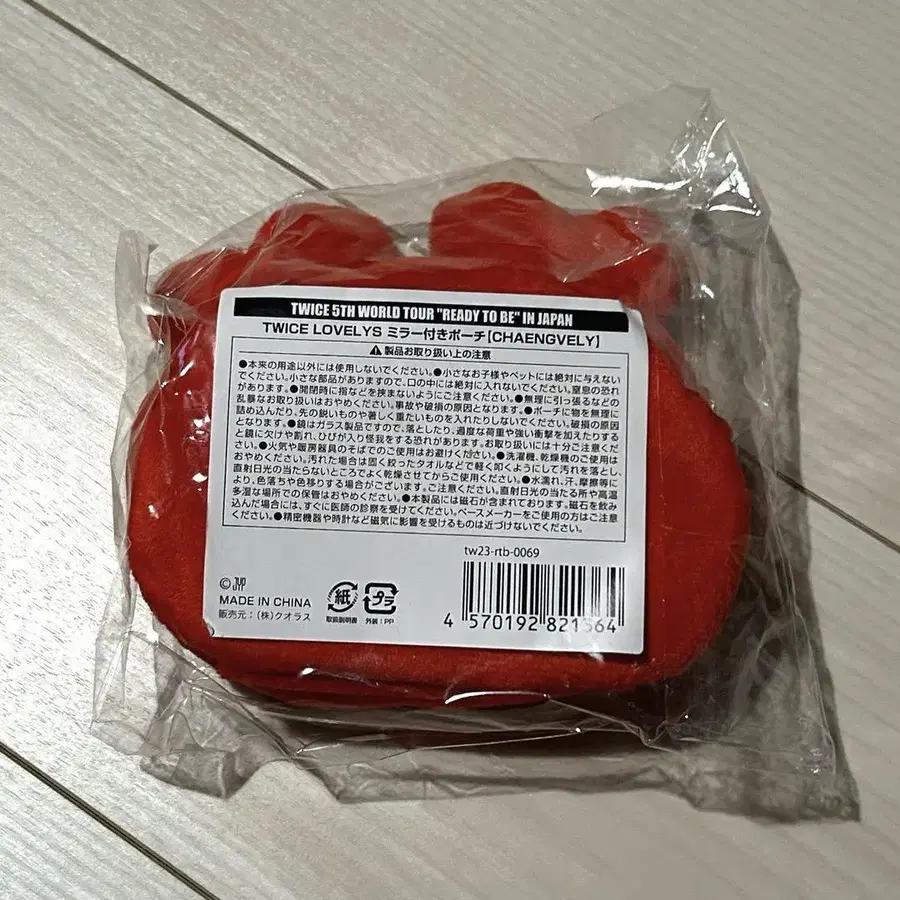 TWICE 5TH WORLD TOUR "READY TO BE" IN JAPAN
TWICE LOVELYS ミラー付きポーチ【CHAENGVELY】
⚠製品お取り扱い上の注意
●本来の用途以外には使用しないでください。●小さなお子様やペットには絶対に与えない
でください。小さな部品がありますので、口の中には絶対に入れないでください。窒息の恐れ
があります。●開閉時に指などを挟まないようにご注意ください。●無理に引っ張るなどの
乱暴なお取り扱いはおやめください。事故や破損の原因となります。●ポーチに物を無理に
詰め込んだり、先の鋭いものや著しく重たいものを入れたりしないでください。破損の原因
となります。●鏡はガラス製品ですので、落としたり、過度な荷重や強い衝撃を加えたりする
と鏡に欠けや割れ、ひびが入り怪我をする恐れがあります。お取り扱いには十分ご注意くだ
さい。●火気や暖房器具のそばでのご使用はお避けください。●洗濯機、乾燥機のご使用は
おやめください。汚れた場合は固く絞ったタオルなどで軽く叩くようにして汚れを落とし、
直射日光の当たらないところでよく乾燥させてからご使用ください。●水濡れ、汗、摩擦等に
より、色落ちや色移りする場合がございます。ご注意ください。直射日光の当たる所や高温
多湿な場所での保管はおやめください。●本製品には磁石が含まれております。磁石を飲み
込んだ場合には、すぐに医師の診察を受けてください。ペースメーカーをご使用の方はご注意
ください。●精密機器や時計など磁気に影響を受けるものは近づけないでください。
tw23-rtb-0069
© JYP
MADE IN CHINA
販売元:(株)クオラス
紙
取扱説明書
プラ
外装:PP
4 570192 821564